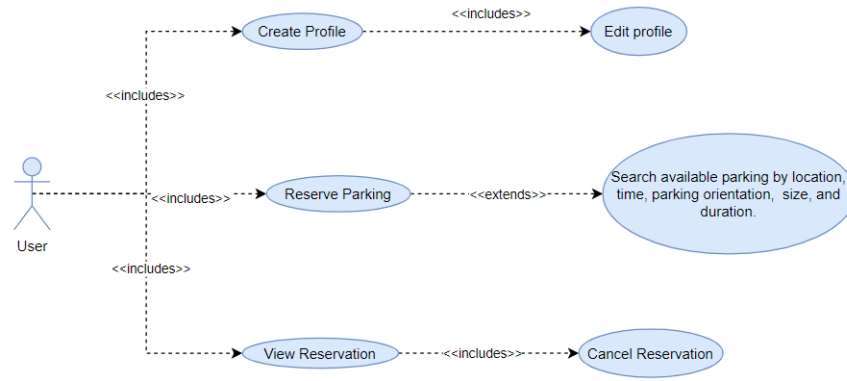 <<includes>>
Create Profile
Edit profile
<<includes>>
Search available parking by location,
time, parking orientation, size, and
duration.
<<includes>>
Reserve Parking
<<extends>>
User
<<includes>>
View Reservation
<<includes>>
Cancel Reservation